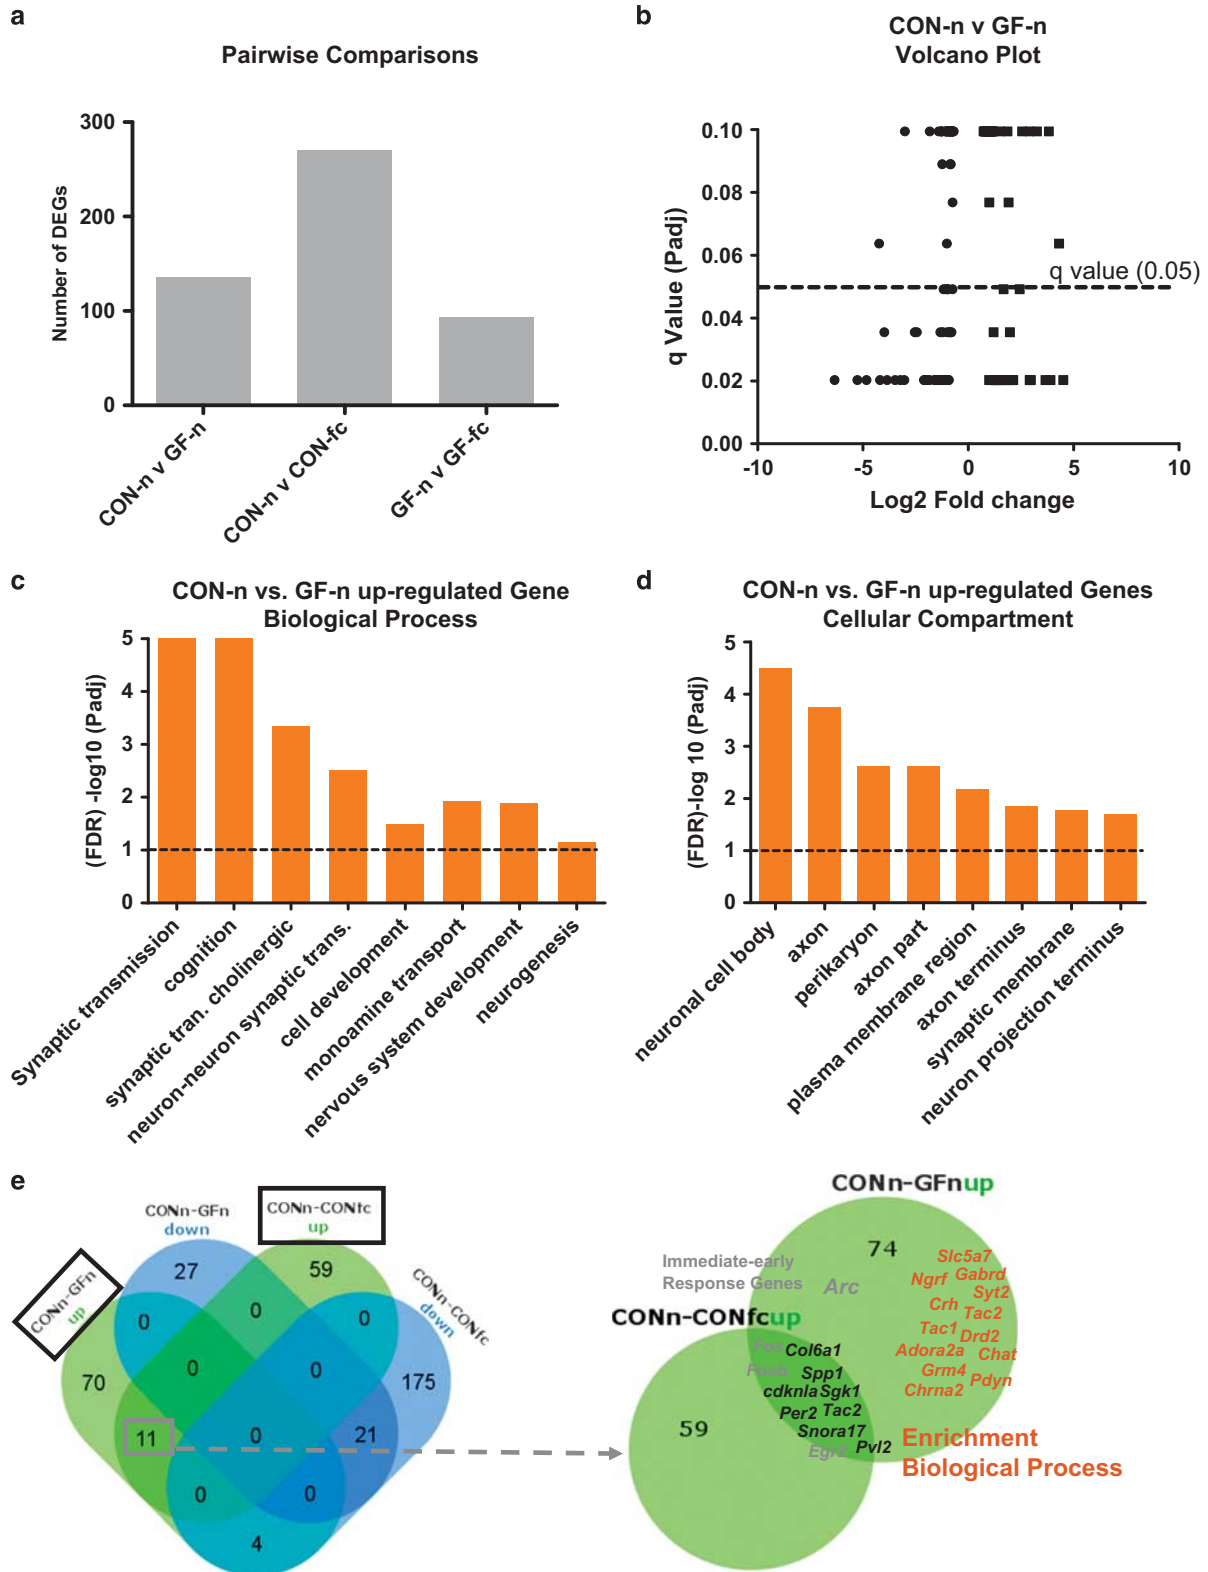 a
Pairwise Comparisons
Number of DEGs
300
200
100
0
CON-n v GF-n
CON-n v CON-fc
GF-n v GF-fc
b
CON-n v GF-n
Volcano Plot
q Value (Padj)
0.10
0.08
0.06
0.04
0.02
0.00
q value (0.05)
-10
-5
0
5
10
Log2 Fold change
c
CON-n vs. GF-n up-regulated Gene
Biological Process
(FDR) -log10 (Padj)
5
4
3
2
1
0
Synaptic transmission
cognition
synaptic tran. cholinergic
neuron-neuron synaptic trans.
cell development
monoamine transport
nervous system development
neurogenesis
d
CON-n vs. GF-n up-regulated Genes
Cellular Compartment
(FDR)-log 10 (Padj)
5
4
3
2
1
0
neuronal cell body
axon
perikaryon
axon part
plasma membrane region
axon terminus
synaptic membrane
neuron projection terminus
e
CONn-GFn
up
CONn-GFn
down
CONn-CONfc
up
CONn-CONfc
down
27
59
0
0
0
70
0
0
175
11
0
21
0
0
4
CONn-GFnup
74
Immediate-early
Response Genes
Arc
CONn-CONfcup
59
Slc5a7
Ngrf
Gabrd
Syt2
Crh
Tac2
Tac1
Drd2
Adora2a
Chat
Grm4
Pdyn
Chrna2
Fos
Col6a1
Fosb
Spp1
cdknla
Sgk1
Per2
Tac2
Snora17
Egr2
Pvl2
Enrichment
Biological Process